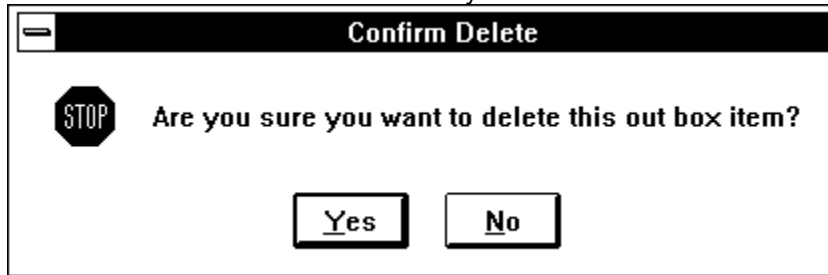 Confirm Delete
STOP Are you sure you want to delete this out box item?
Yes No